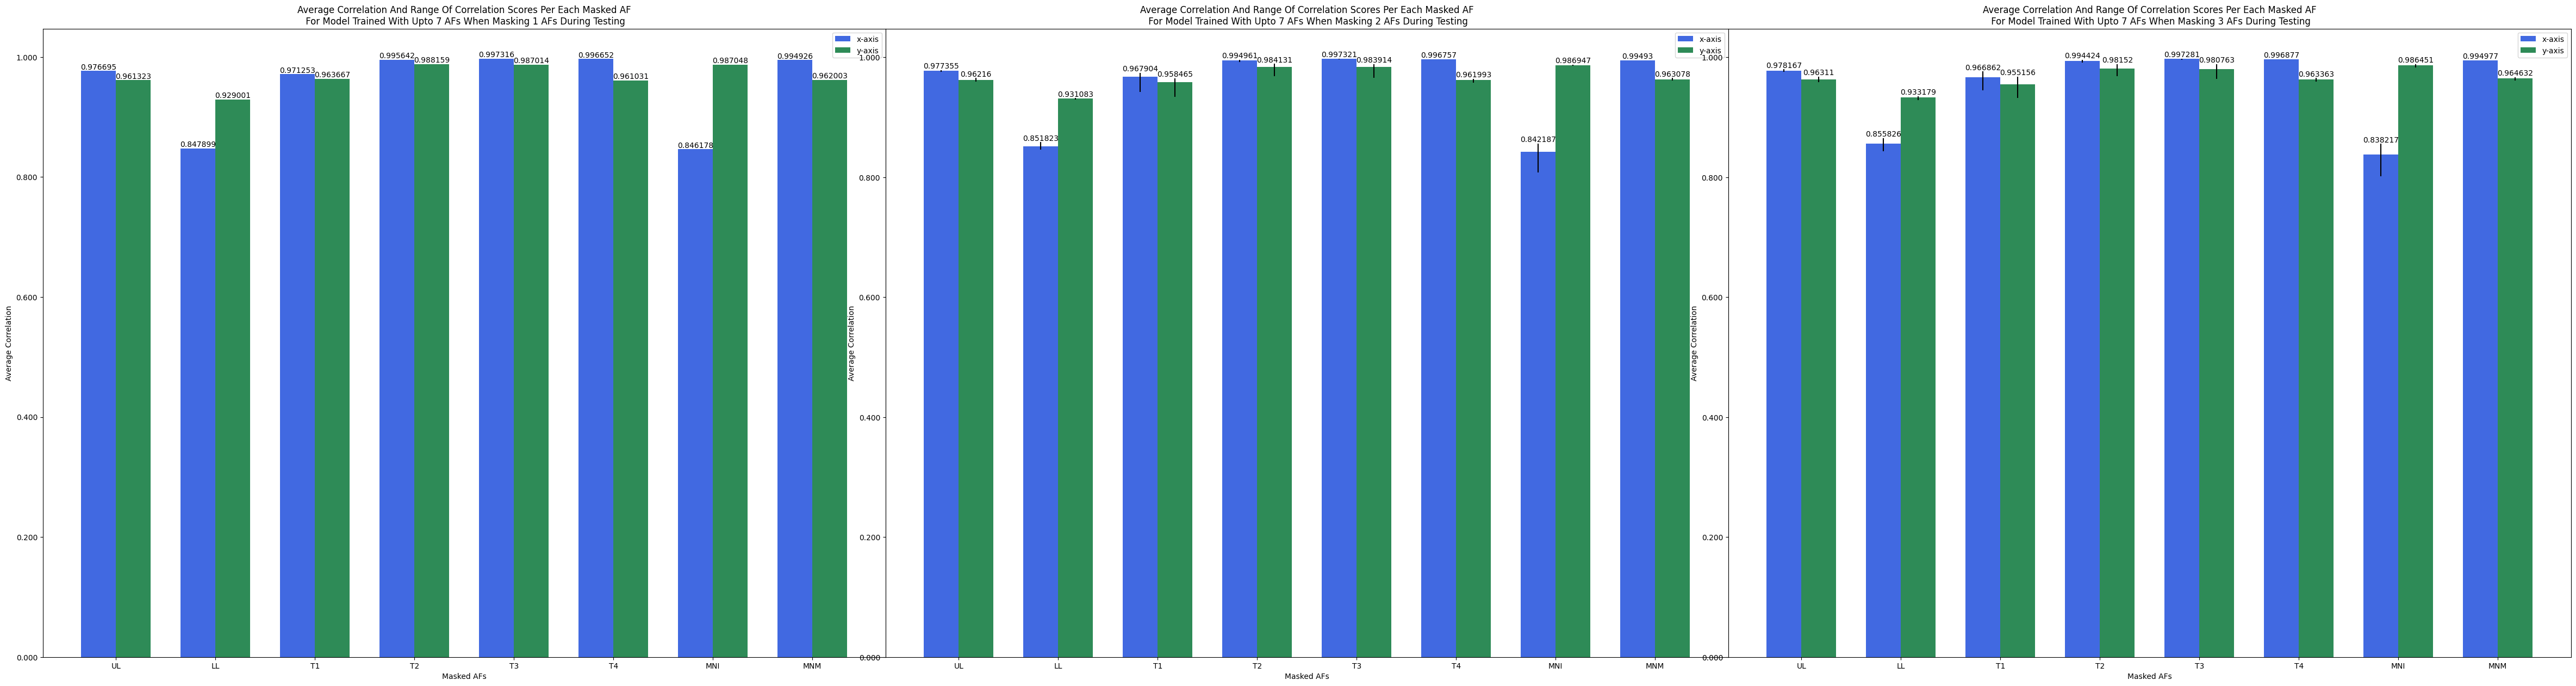 Average Correlation And Range Of Correlation Scores Per Each Masked AF
For Model Trained With Upto 7 AFs When Masking 1 AFs During Testing
x-axis
y-axis
1.000
0.800
0.600
0.400
0.200
0.000
Average Correlation
0.976695 0.961323
0.847899 0.929001
0.971253 0.963667
0.995642 0.988159
0.997316 0.987014
0.996652 0.961031
0.846178 0.987048
0.994926 0.962003
UL LL T1 T2 T3 T4 MNI MNM
Masked AFs
Average Correlation And Range Of Correlation Scores Per Each Masked AF
For Model Trained With Upto 7 AFs When Masking 2 AFs During Testing
x-axis
y-axis
1.000
0.800
0.600
0.400
0.200
0.000
Average Correlation
0.977355 0.96216
0.851823 0.931083
0.967904 0.958465
0.994961 0.984131
0.997321 0.983914
0.996757 0.961993
0.842187 0.986947
0.99493 0.963078
UL LL T1 T2 T3 T4 MNI MNM
Masked AFs
Average Correlation And Range Of Correlation Scores Per Each Masked AF
For Model Trained With Upto 7 AFs When Masking 3 AFs During Testing
x-axis
y-axis
1.000
0.800
0.600
0.400
0.200
0.000
Average Correlation
0.978167 0.96311
0.855826 0.933179
0.966862 0.955156
0.994424 0.98152
0.997281 0.980763
0.996877 0.963363
0.838217 0.986451
0.994977 0.964632
UL LL T1 T2 T3 T4 MNI MNM
Masked AFs